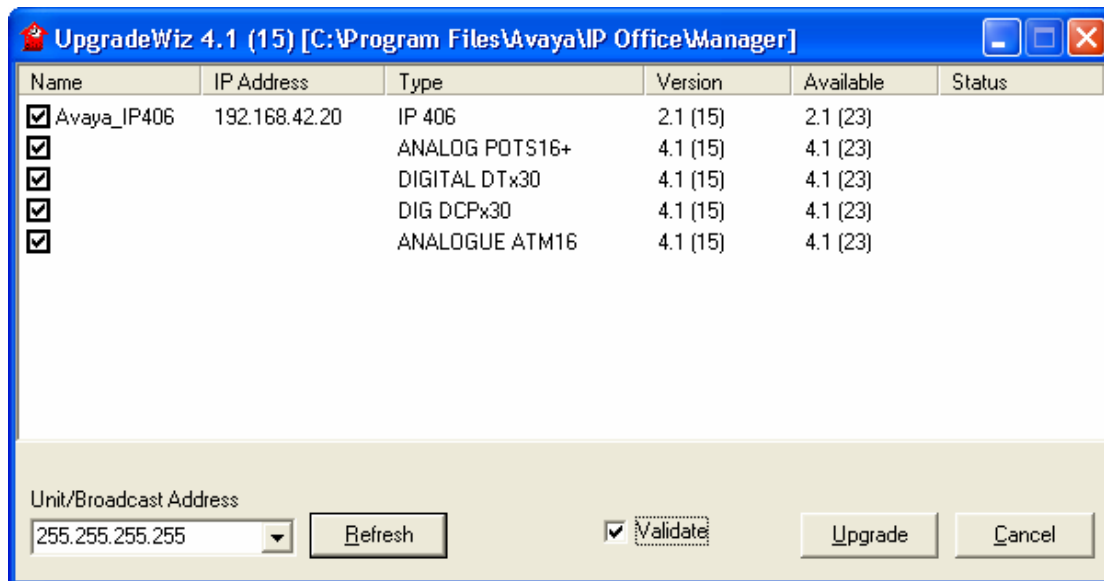 UpgradeWiz 4.1 (15) [C:\Program Files\Avaya\IP Office\Manager]
Name IP Address Type Version Available Status
Avaya_IP406 192.168.42.20 IP 406 2.1 (15) 2.1 (23)
ANALOG POTS16+ 4.1 (15) 4.1 (23)
DIGITAL DTx30 4.1 (15) 4.1 (23)
DIG DCPx30 4.1 (15) 4.1 (23)
ANALOGUE ATM16 4.1 (15) 4.1 (23)
Unit/Broadcast Address
255.255.255.255 Refresh Validate Upgrade Cancel